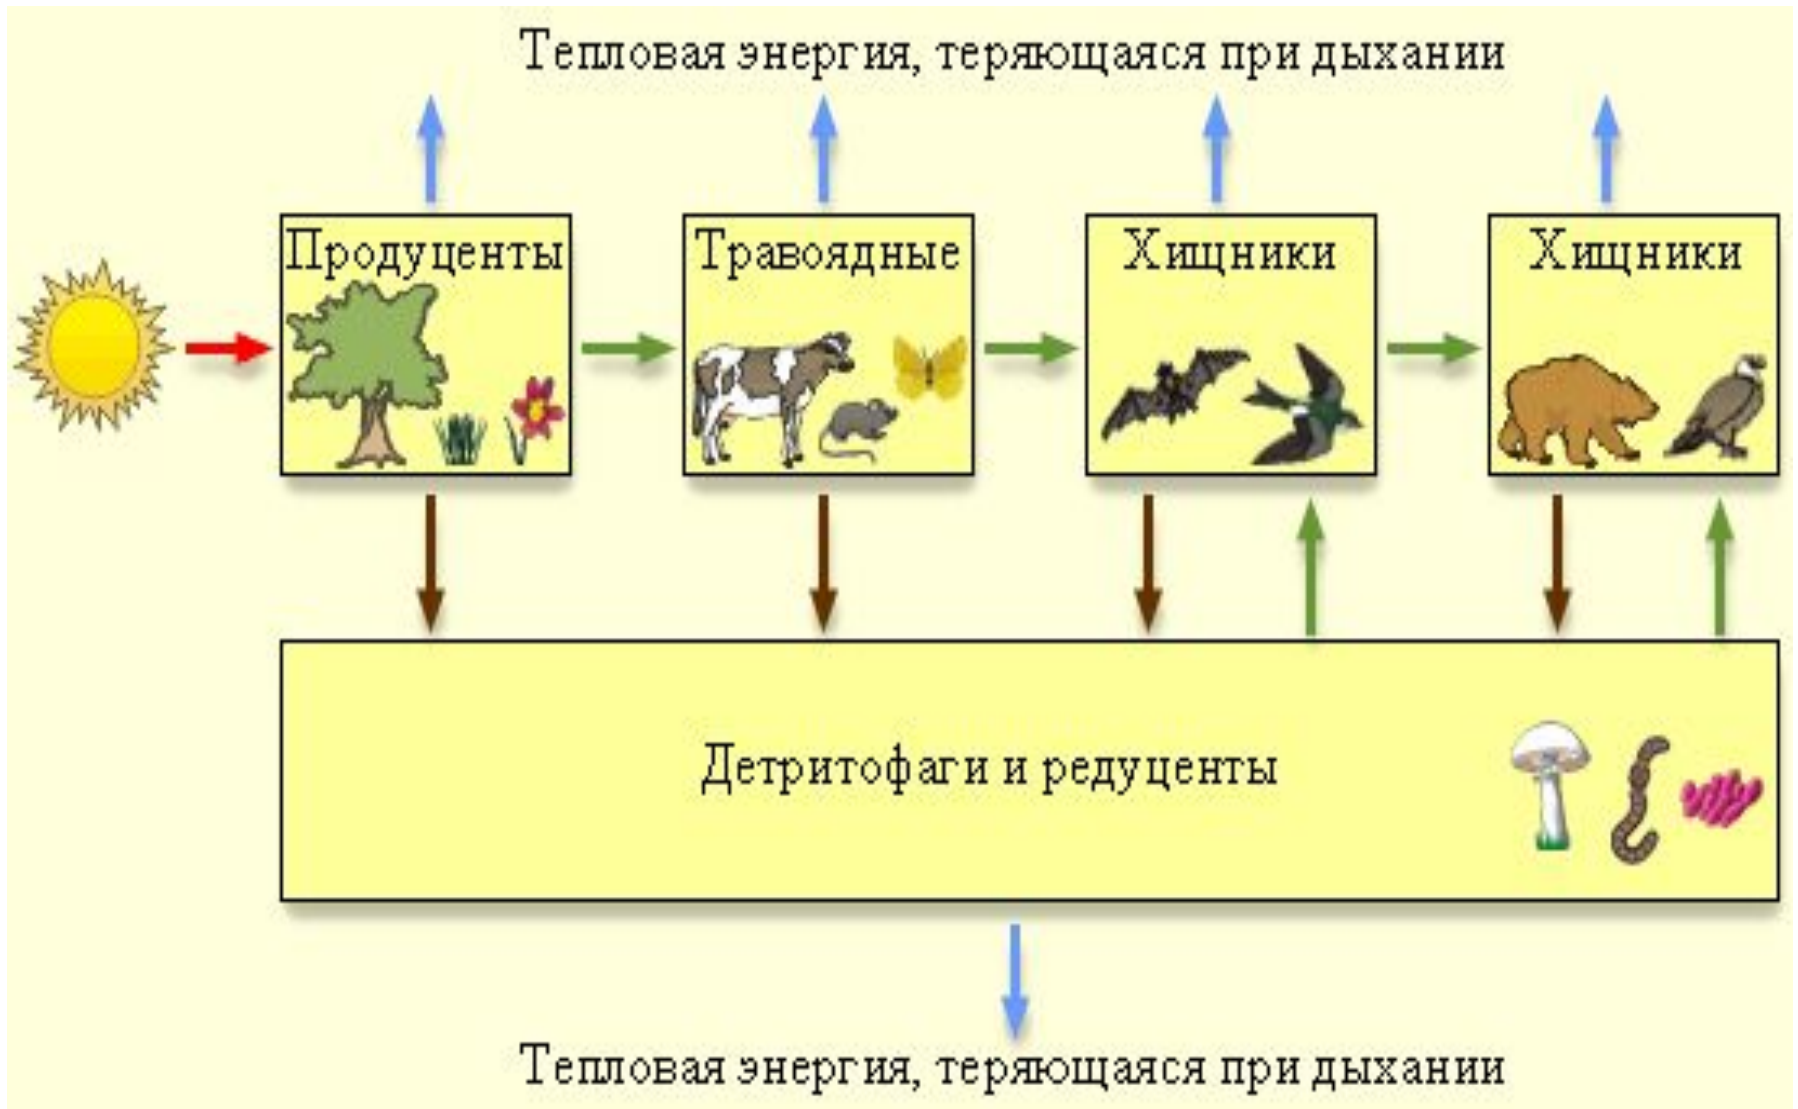 Тепловая энергия, теряющаяся при дыхании
Продуценты
Травоядные
Хищники
Хищники
Детритофаги и редуценты
Тепловая энергия, теряющаяся при дыхании